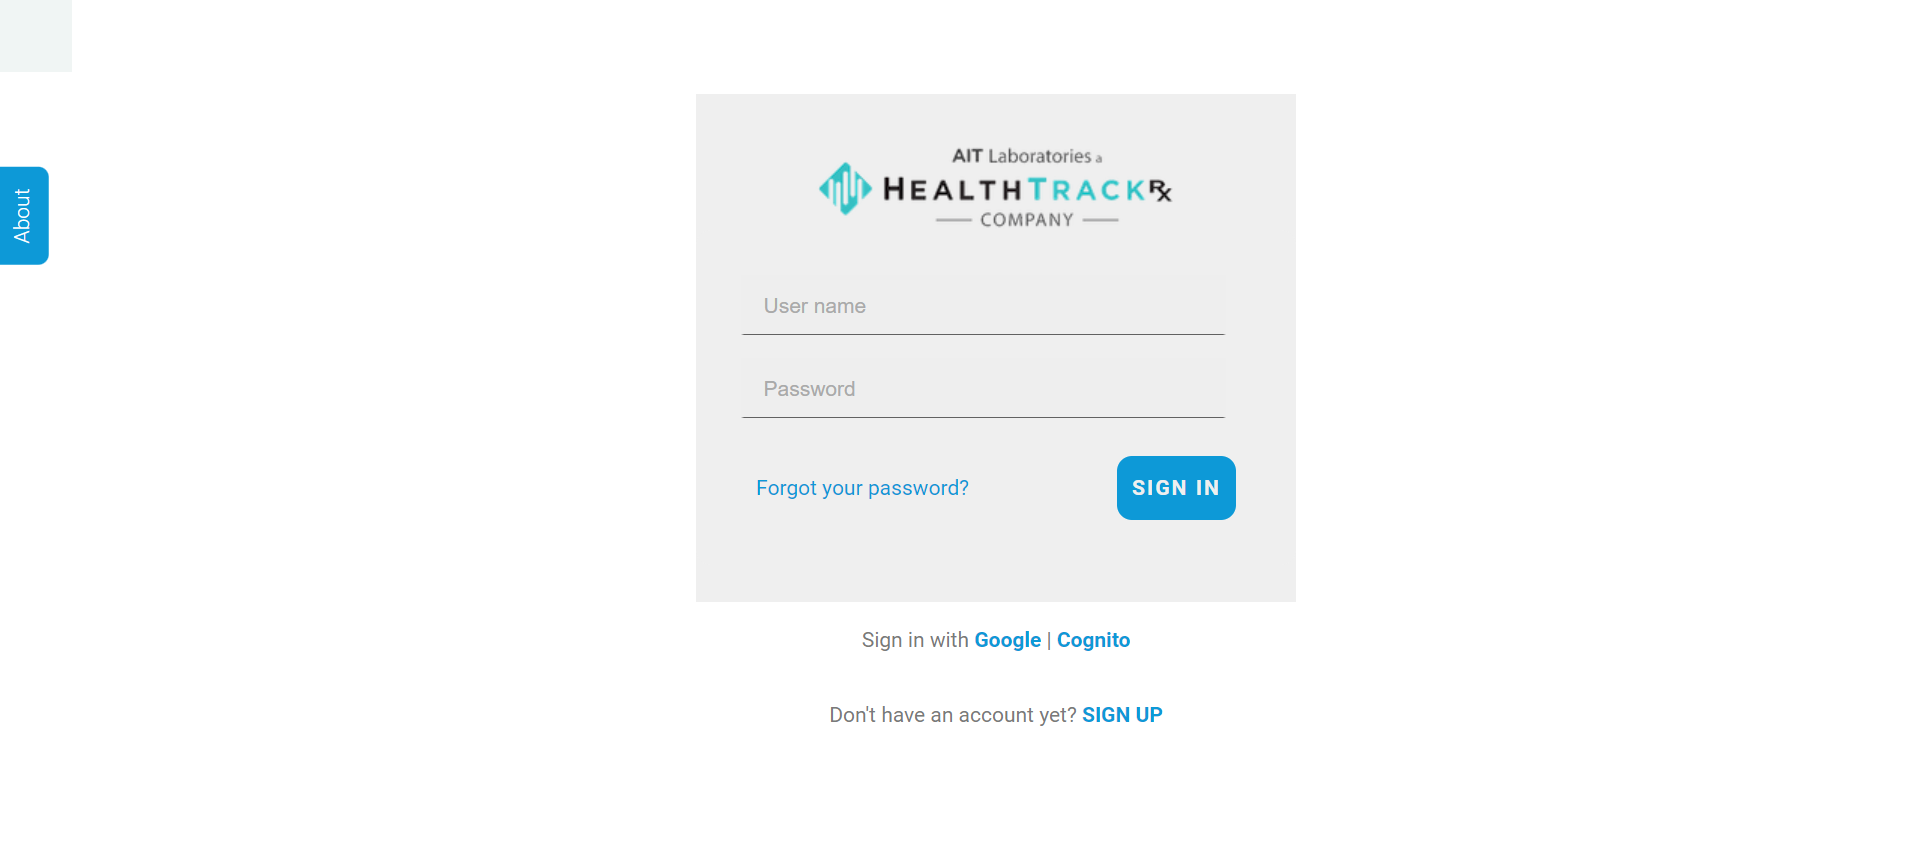 About
AIT Laboratories a
HEALTHTRACKRx
COMPANY
User name
Password
Forgot your password?
SIGN IN
Sign in with Google | Cognito
Don't have an account yet? SIGN UP